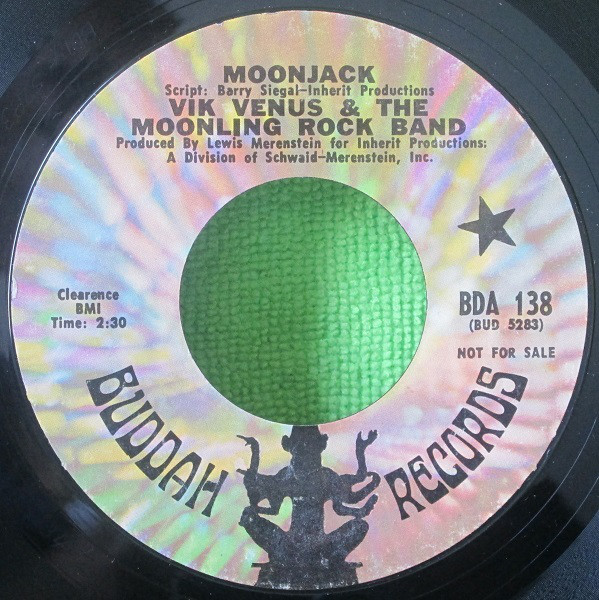 MOONJACK
Script: Barry Siegal-Inherit Productions
VIK VENUS & THE
MOONLING ROCK BAND
Produced By Lewis Merenstein for Inherit Productions:
A Division of Schwaid-Merenstein, Inc.
Clearence
BMI
Time: 2:30
BDA 138
(BUD 5283)
NOT FOR SALE
BUDDAH RECORDS